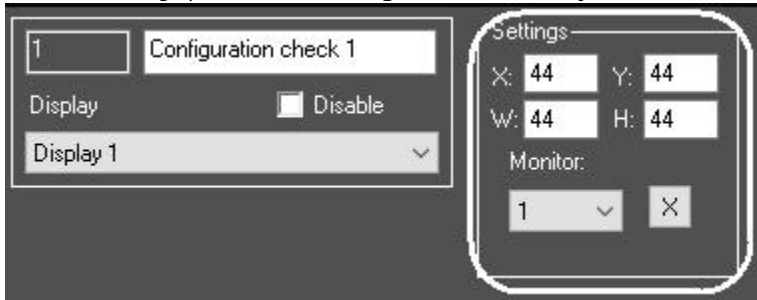 1
Configuration check 1
Display
Disable
Display 1
Settings
X: 44 Y: 44
W: 44 H: 44
Monitor:
1
X